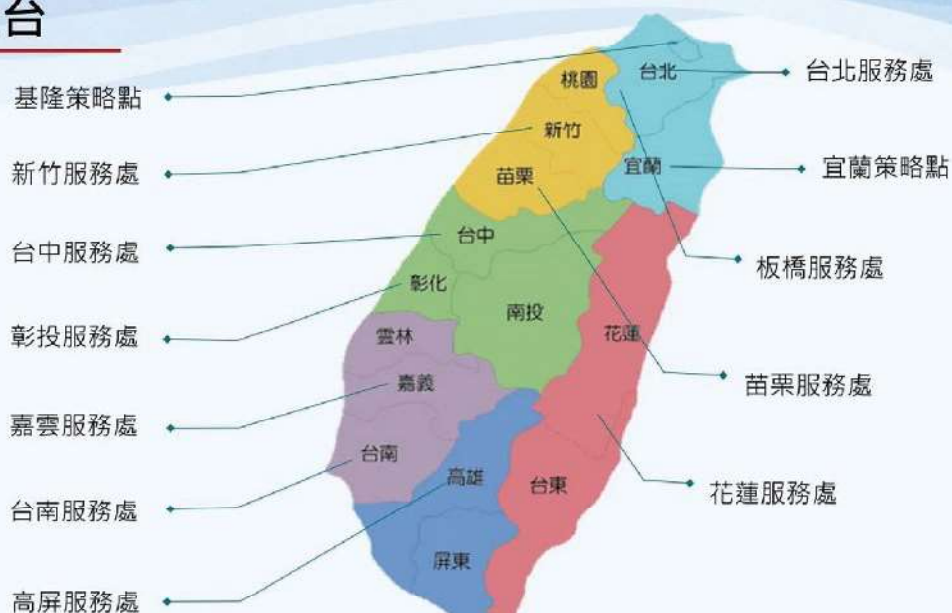 台
基隆策略點
新竹服務處
台中服務處
彰投服務處
嘉雲服務處
台南服務處
高屏服務處
台北
桃園
新竹
苗栗
宜蘭
台中
彰化
南投
雲林
嘉義
台南
高雄
屏東
花蓮
台東
台北服務處
宜蘭策略點
板橋服務處
苗栗服務處
花蓮服務處